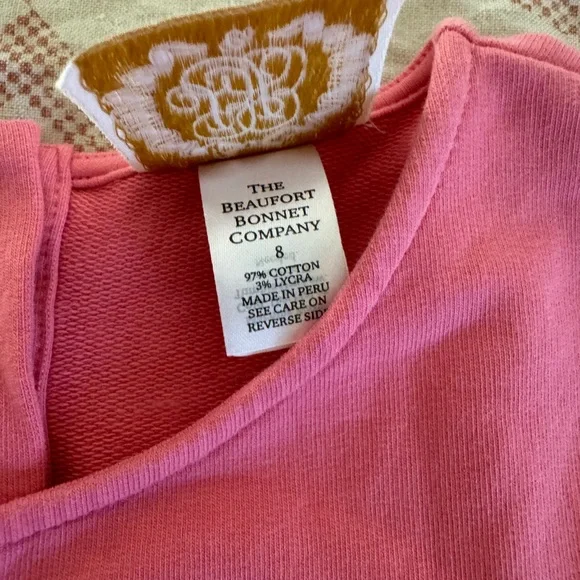 THE
BEAUFORT
BONNET
COMPANY
8
97% COTTON
3% LYCRA
MADE IN PERU
SEE CARE ON
REVERSE SIDE